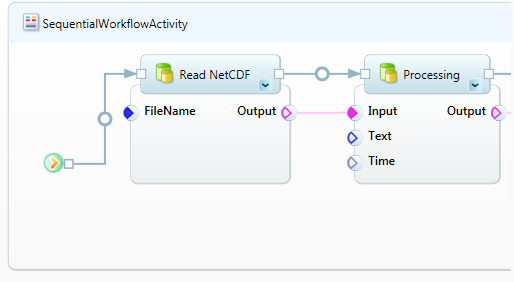 SequentialWorkflowActivity
Read NetCDF
Processing
FileName Output
Input Output
Text
Time